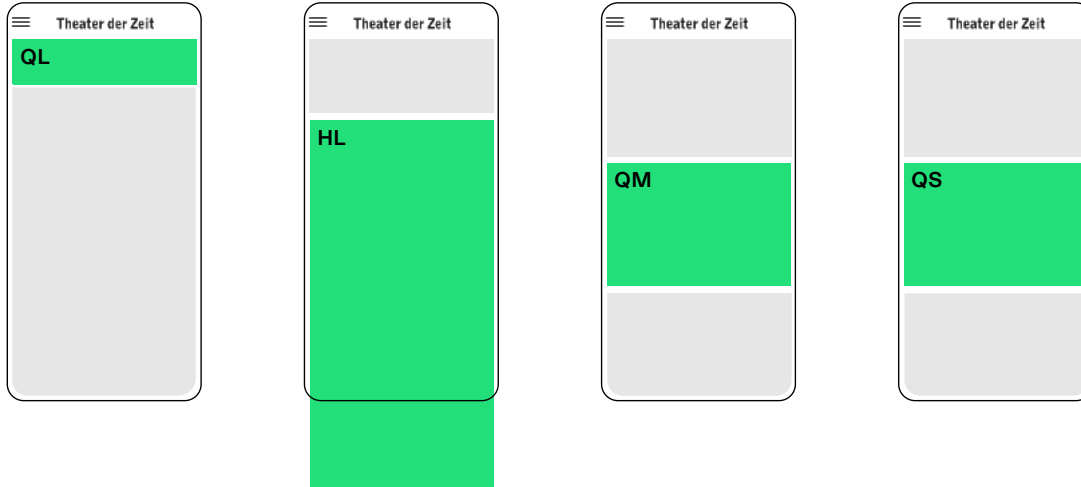 Theater der Zeit
QL
Theater der Zeit
HL
Theater der Zeit
QM
Theater der Zeit
QS